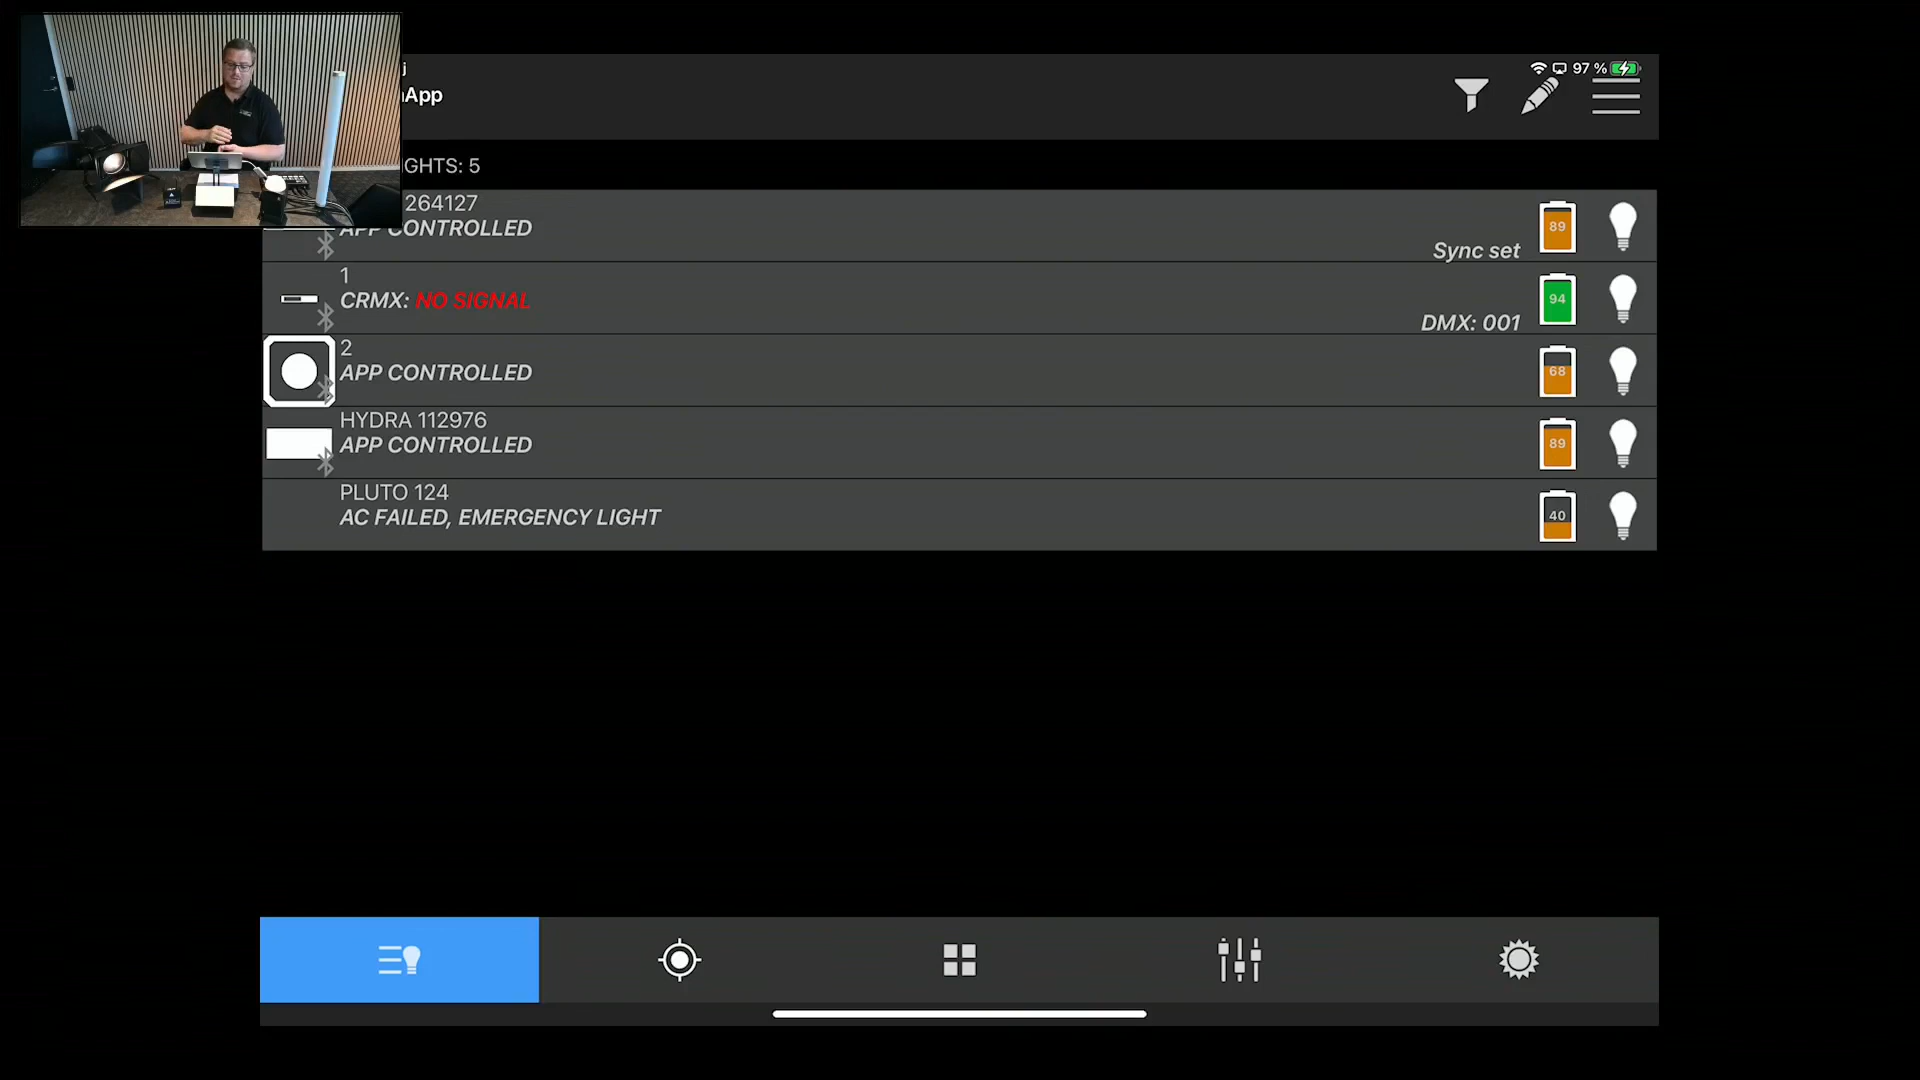 App
97 %
GHTS: 5
264127
APP CONTROLLED
Sync set
89
1
CRMX: NO SIGNAL
DMX: 001
94
2
APP CONTROLLED
68
HYDRA 112976
APP CONTROLLED
89
PLUTO 124
AC FAILED, EMERGENCY LIGHT
40